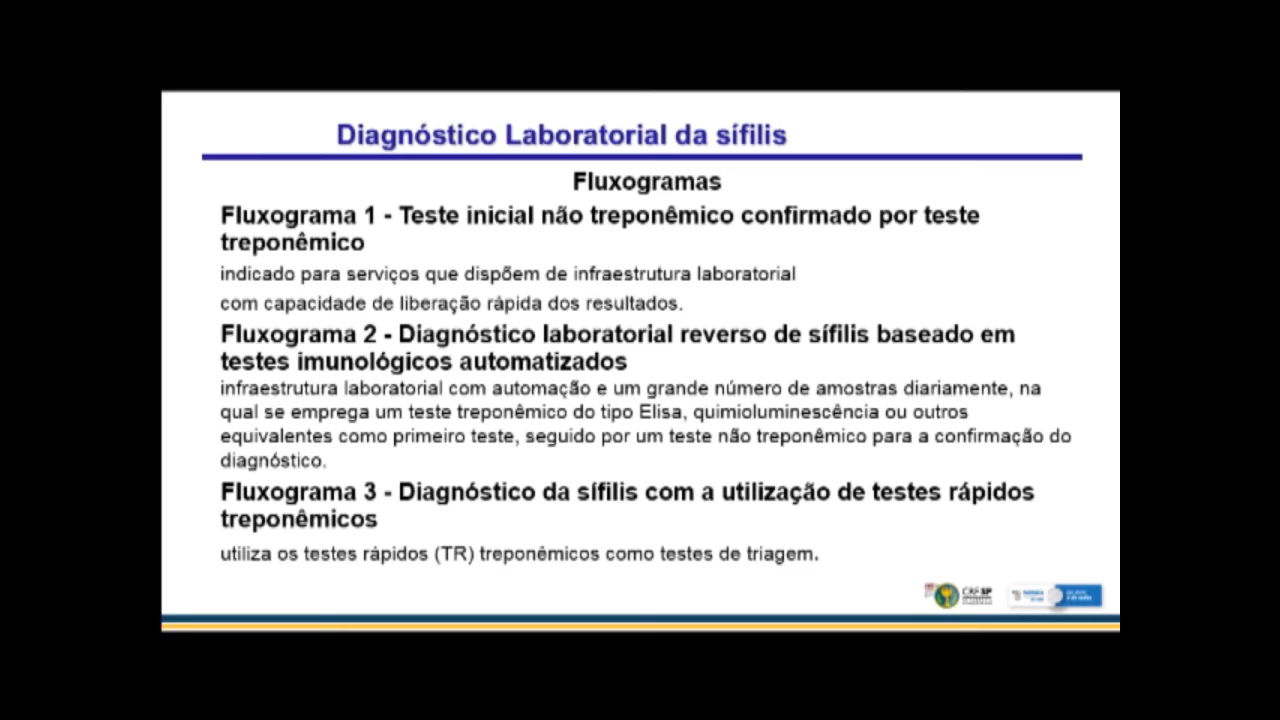 Diagnóstico Laboratorial da sífilis
Fluxogramas
Fluxograma 1 - Teste inicial não treponêmico confirmado por teste
treponêmico
indicado para serviços que dispõem de infraestrutura laboratorial
com capacidade de liberação rápida dos resultados.
Fluxograma 2 - Diagnóstico laboratorial reverso de sífilis baseado em
testes imunológicos automatizados
infraestrutura laboratorial com automação e um grande número de amostras diariamente, na
qual se emprega um teste treponêmico do tipo Elisa, quimioluminescência ou outros
equivalentes como primeiro teste, seguido por um teste não treponêmico para a confirmação do
diagnóstico.
Fluxograma 3 - Diagnóstico da sífilis com a utilização de testes rápidos
treponêmicos
utiliza os testes rápidos (TR) treponêmicos como testes de triagem.
CRF SP